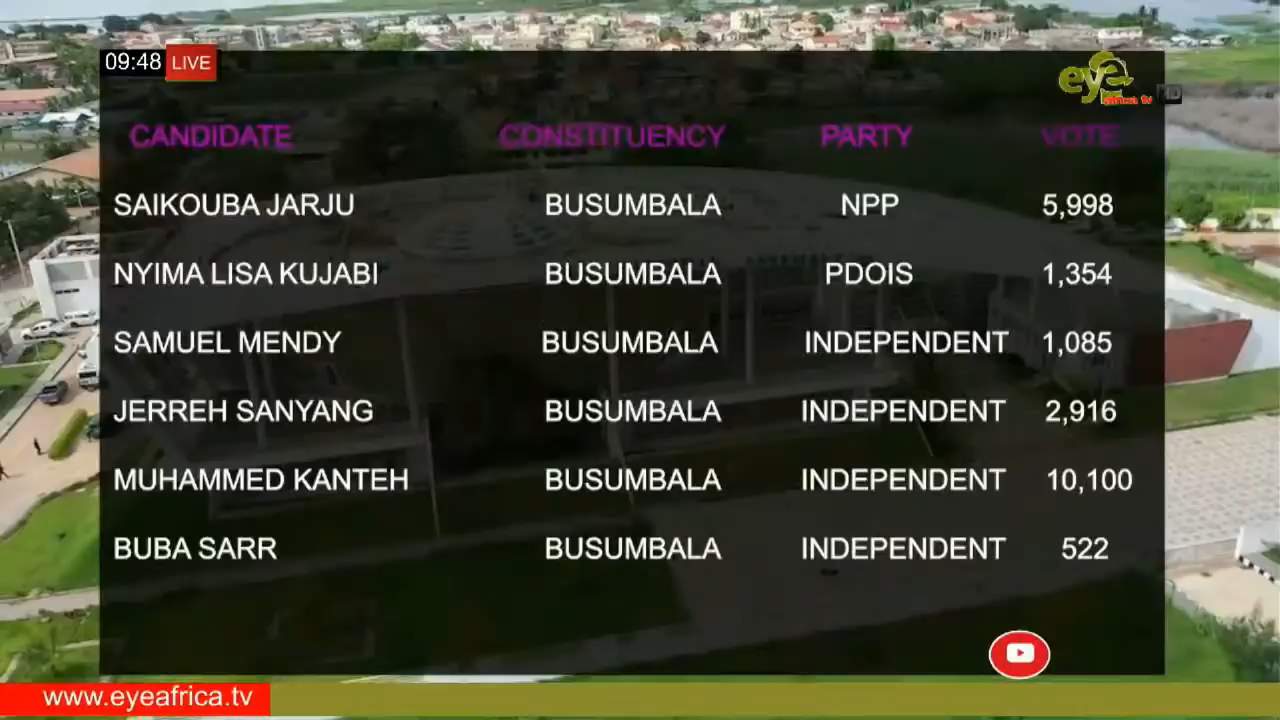 09:48 LIVE
eye africa tv HD
CANDIDATE CONSTITUENCY PARTY VOTE
SAIKOUBA JARJU BUSUMBALA NPP 5,998
NYIMA LISA KUJABI BUSUMBALA PDOIS 1,354
SAMUEL MENDY BUSUMBALA INDEPENDENT 1,085
JERREH SANYANG BUSUMBALA INDEPENDENT 2,916
MUHAMMED KANTEH BUSUMBALA INDEPENDENT 10,100
BUBA SARR BUSUMBALA INDEPENDENT 522
www.eyeafrica.tv